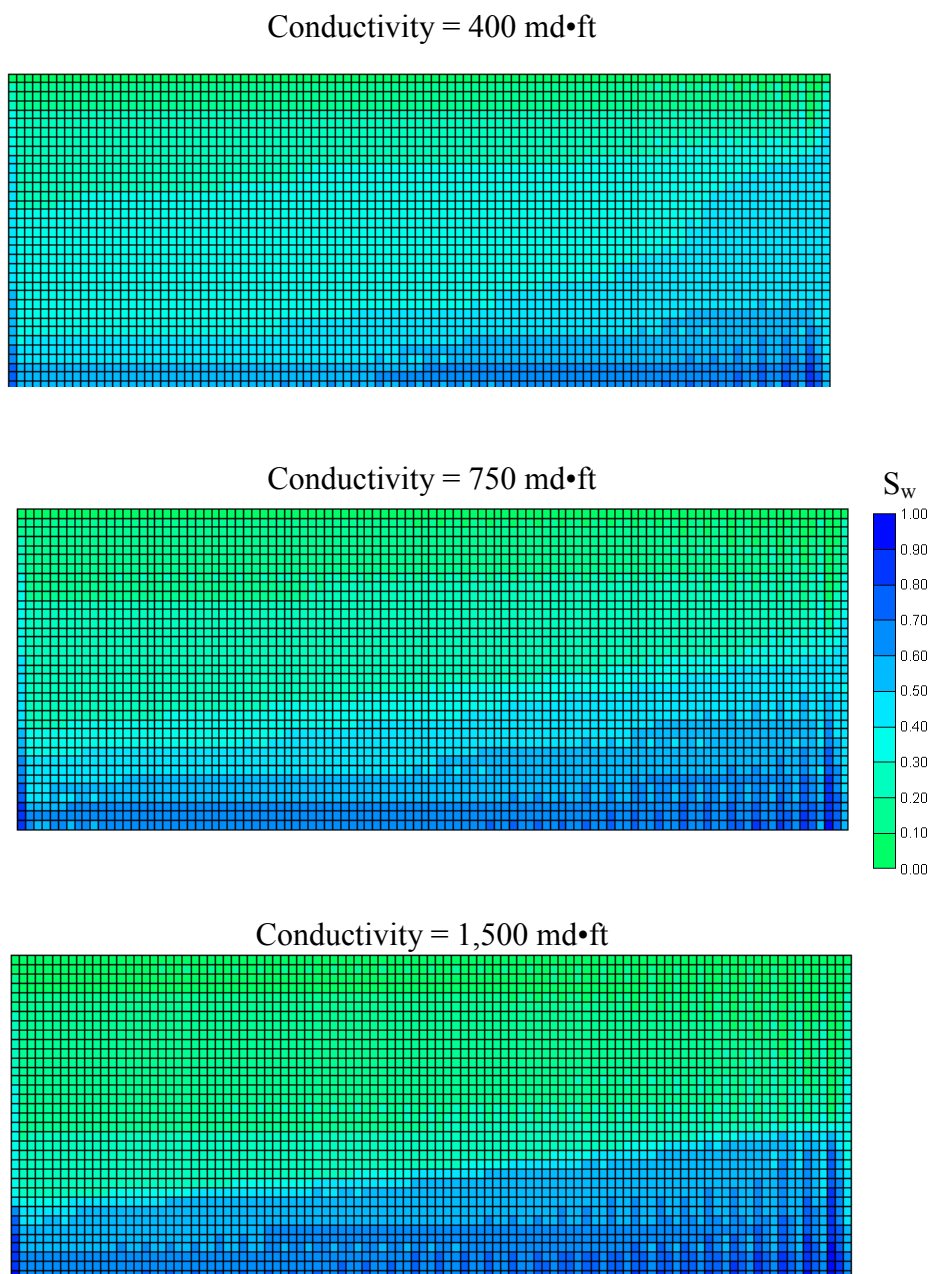 Conductivity = 400 md•ft
Conductivity = 750 md•ft
Sw
1.00
0.90
0.80
0.70
0.60
0.50
0.40
0.30
0.20
0.10
0.00
Conductivity = 1,500 md•ft